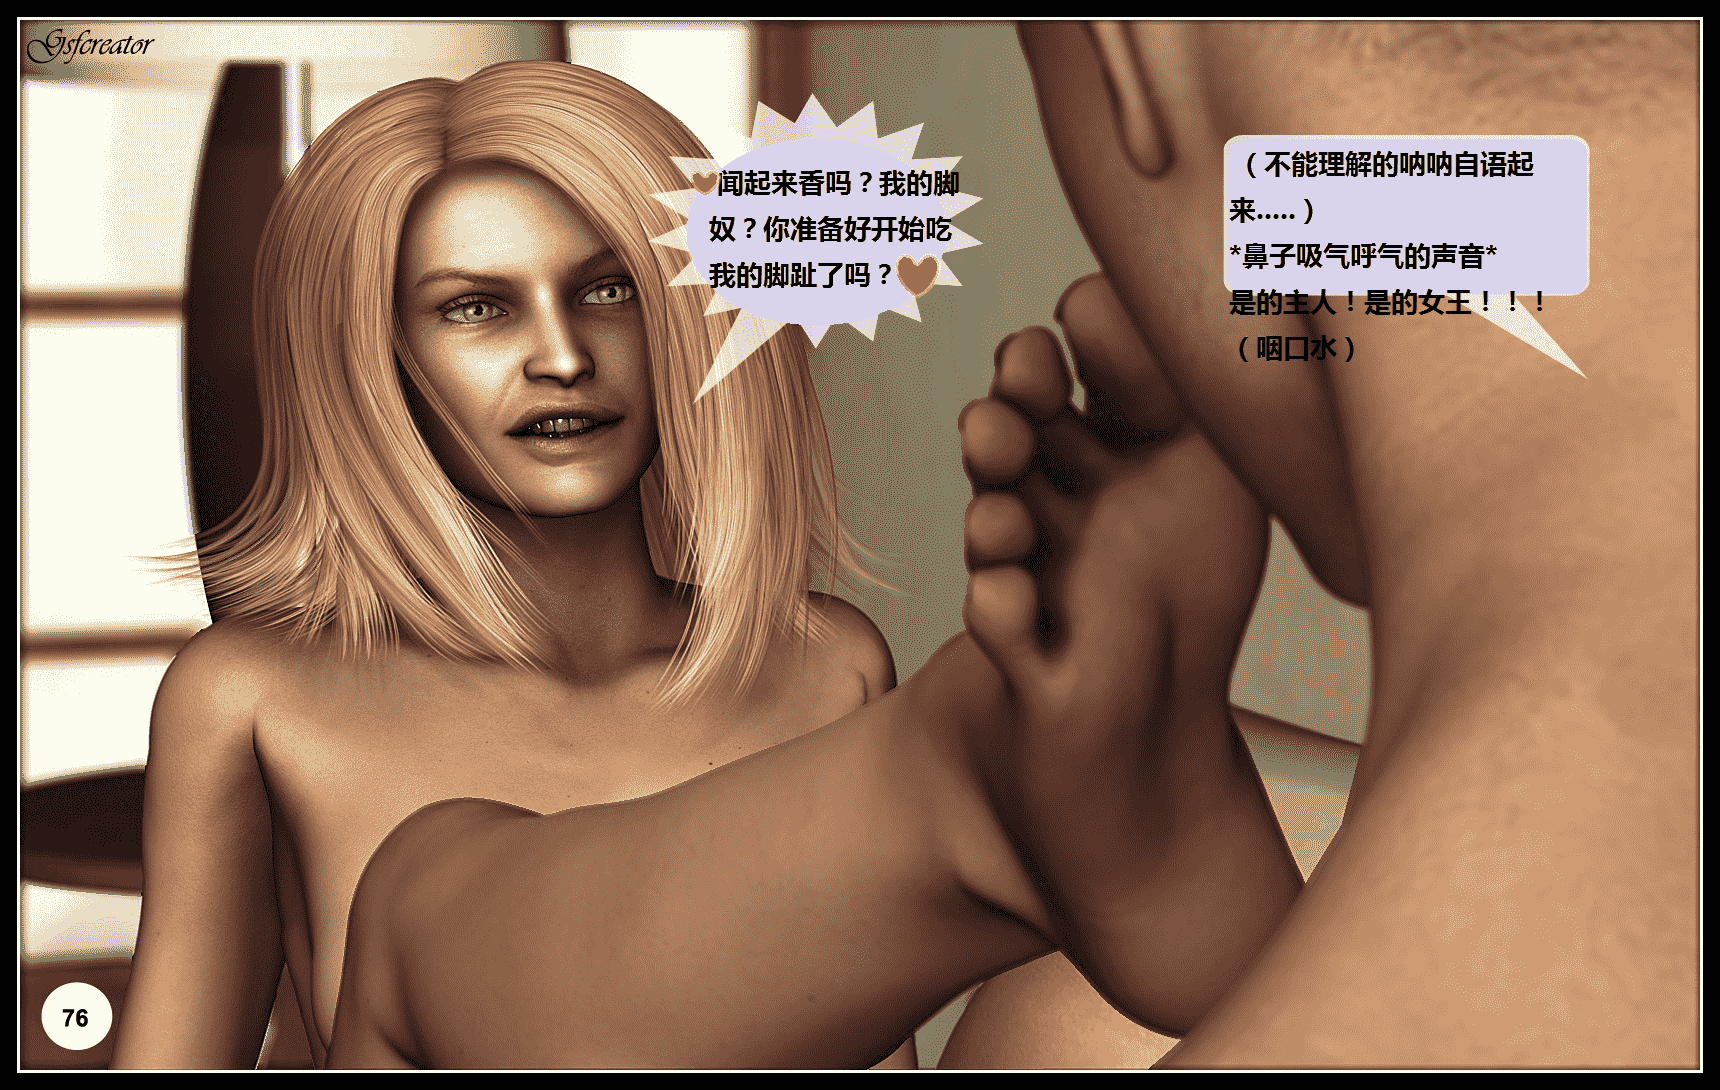 Gsfcreator
♥闻起来香吗？我的脚
奴？你准备好开始吃
我的脚趾了吗？♥
（不能理解的呐呐自语起
来.....）
*鼻子吸气呼气的声音*
是的主人！是的女王！！！
（咽口水）
76